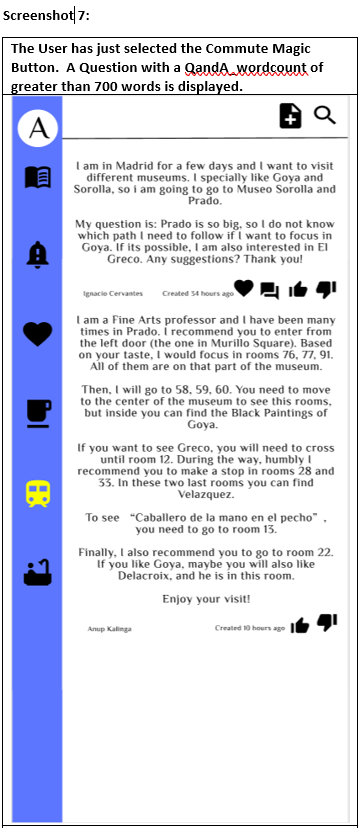 Screenshot 7:
The User has just selected the Commute Magic
Button.  A Question with a QandA_wordcount of
greater than 700 words is displayed.
A
I am in Madrid for a few days and I want to visit
different museums. I specially like Goya and
Sorolla, so i am going to go to Museo Sorolla and
Prado.
My question is: Prado is so big, so I do not know
which path I need to follow if I want to focus in
Goya. If its possible, I am also interested in El
Greco. Any suggestions? Thank you!
Ignacio Cervantes Created 34 hours ago
I am a Fine Arts professor and I have been many
times in Prado. I recommend you to enter from
the left door (the one in Murillo Square). Based
on your taste, I would focus in rooms 76, 77, 91.
All of them are on that part of the museum.
Then, I will go to 58, 59, 60. You need to move
to the center of the museum to see this rooms,
but inside you can find the Black Paintings of
Goya.
If you want to see Greco, you will need to cross
until room 12. During the way, humbly I
recommend you to make a stop in rooms 28 and
33. In these two last rooms you can find
Velazquez.
To see “Caballero de la mano en el pecho” ,
you need to go to room 13.
Finally, I also recommend you to go to room 22.
If you like Goya, maybe you will also like
Delacroix, and he is in this room.
Enjoy your visit!
Anup Kalinga Created 10 hours ago